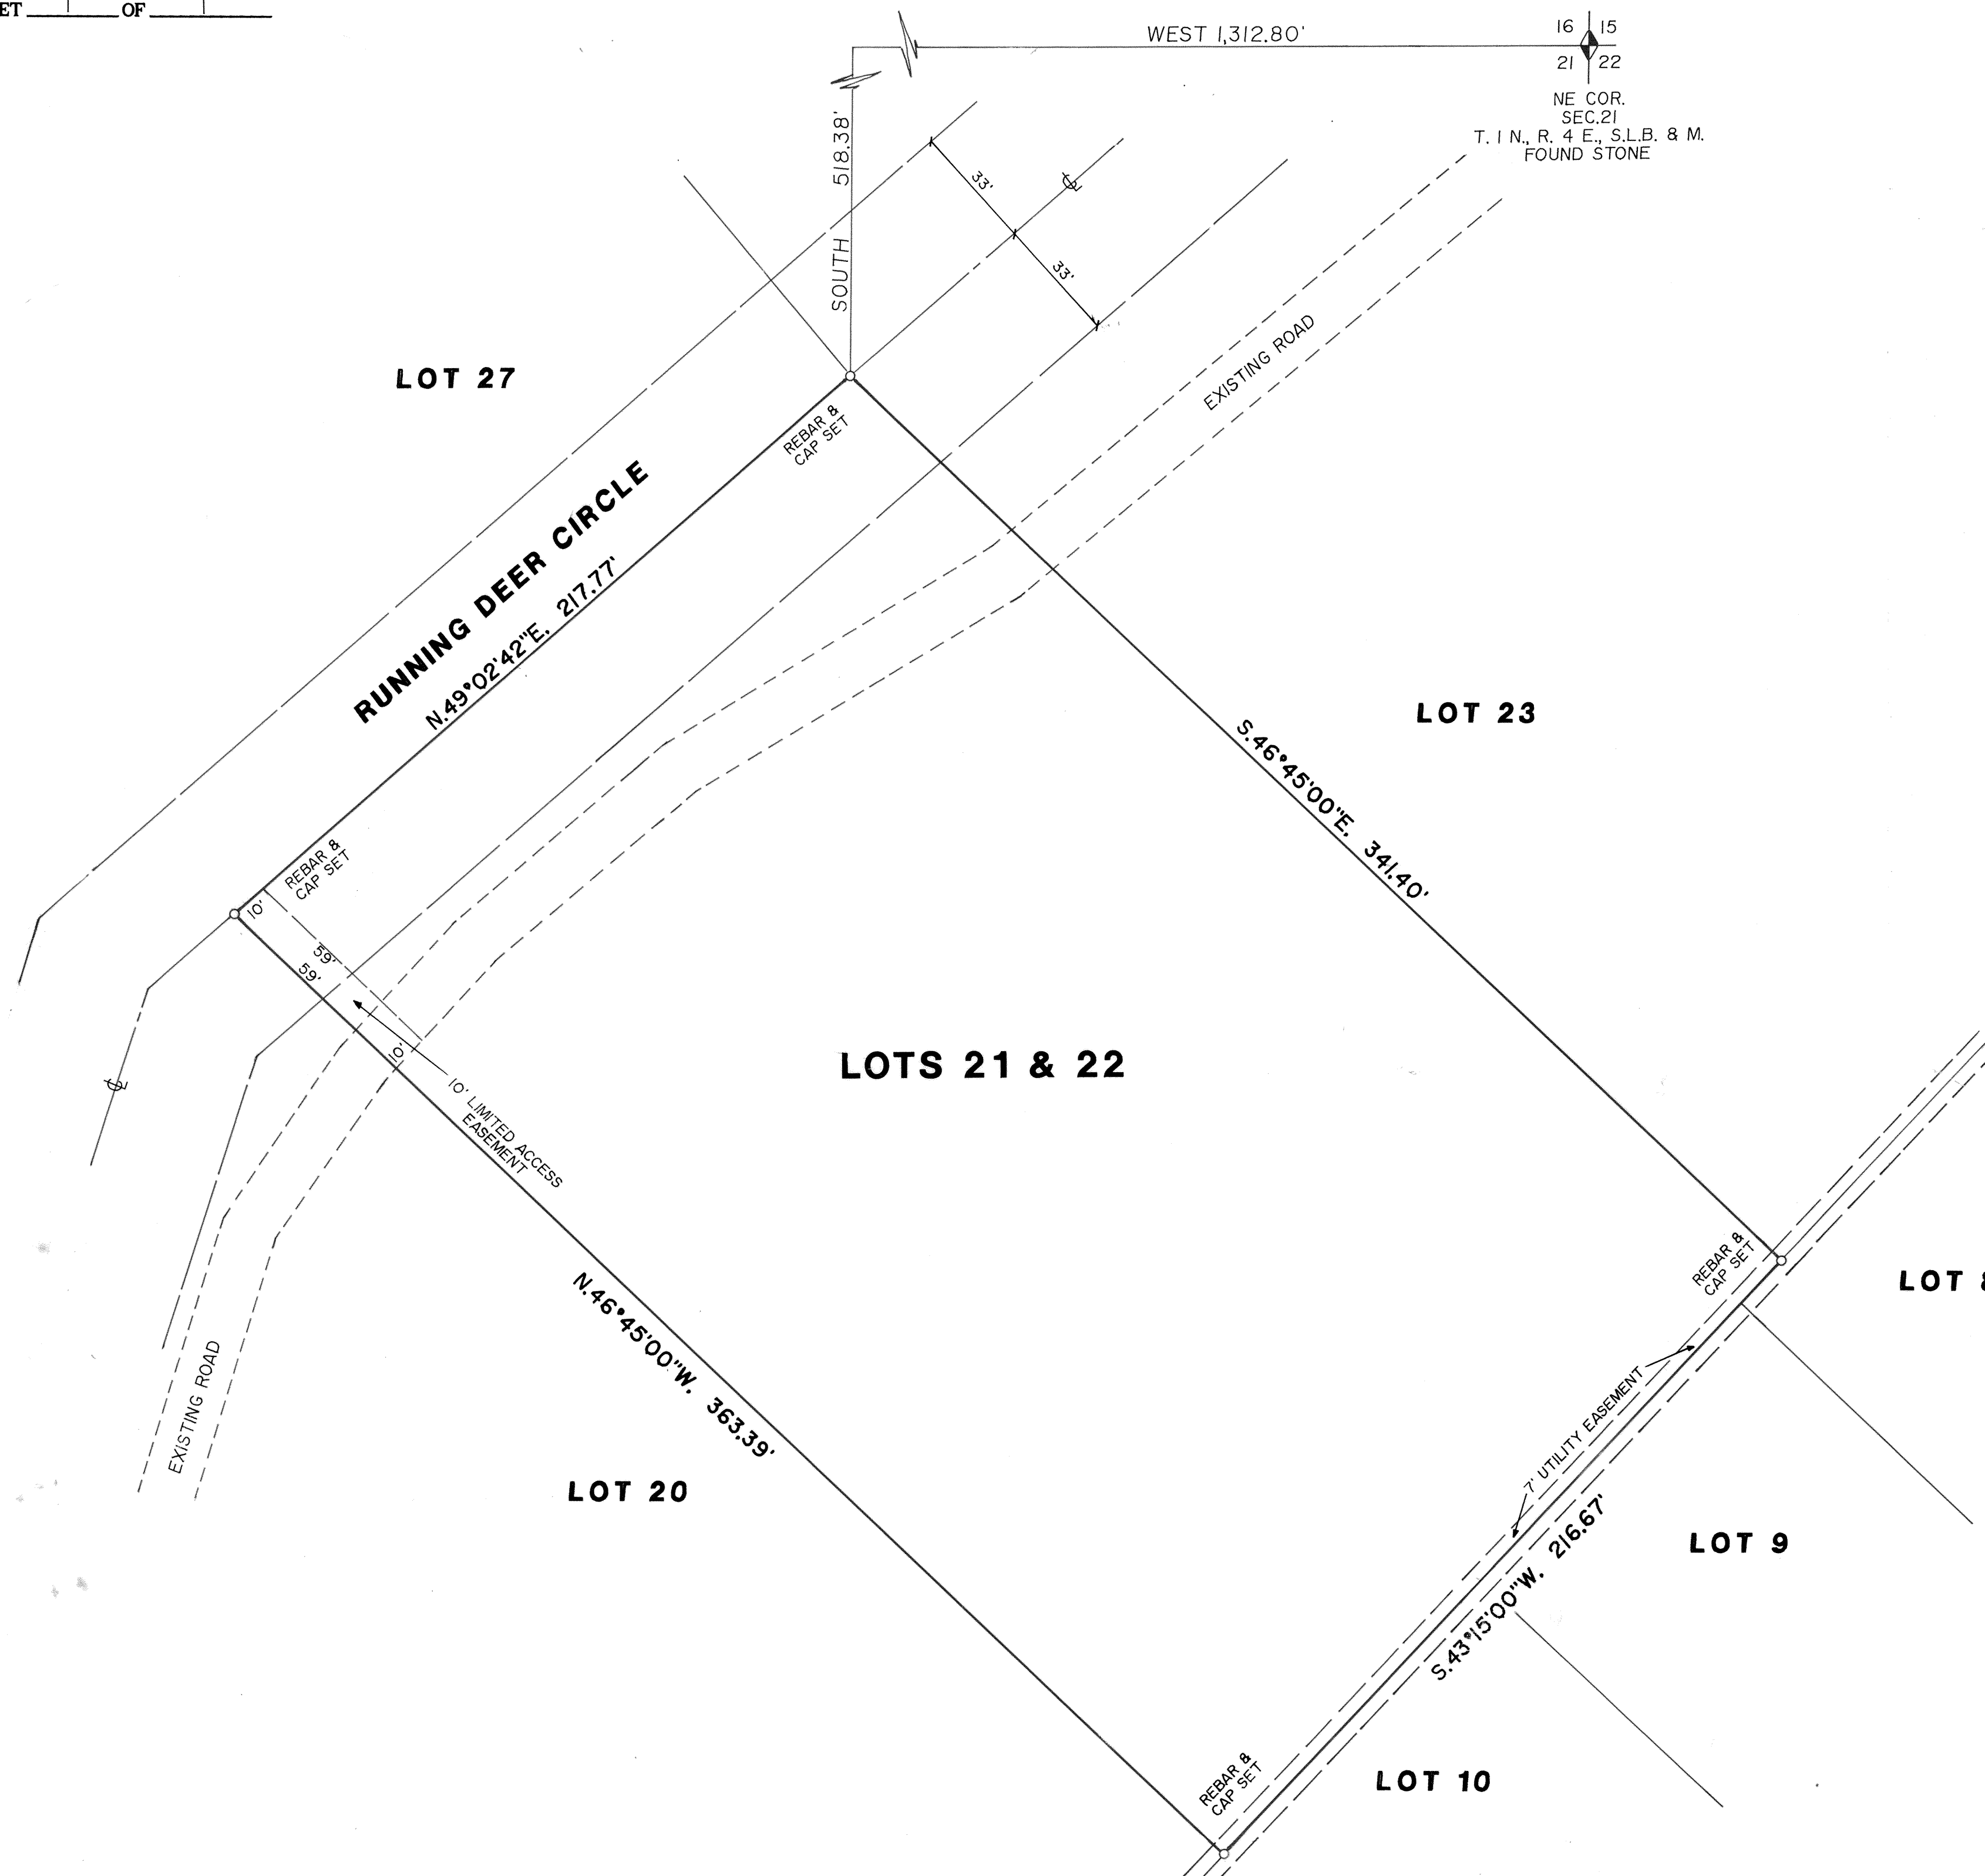 OF
WEST 1,312.80'
16 15
21 22
NE COR.
SEC.21
T. 1 N., R. 4 E., S.L.B. & M.
FOUND STONE
SOUTH 518.38'
33'
33'
EXISTING ROAD
LOT 27
REBAR &
CAP SET
RUNNING DEER CIRCLE
N.49°02'42"E. 217.77'
LOT 23
S.46°45'00"E. 341.40'
REBAR &
CAP SET
10'
59'
59'
10'
10' LIMITED ACCESS
EASEMENT
LOTS 21 & 22
REBAR &
CAP SET
LOT
N.46°45'00"W. 363.39'
EXISTING ROAD
7' UTILITY EASEMENT
LOT 20
S.43°15'00"W. 216.67'
LOT 9
REBAR &
CAP SET
LOT 10